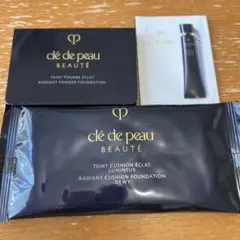 clé de peau
BEAUTÉ
TEINT POUDRE ÉCLAT
RADIANT POWDER FOUNDATION
clé de peau
BEAUTÉ
TEINT CUSHION ÉCLAT
LUMINEUX
RADIANT CUSHION FOUNDATION
DEWY